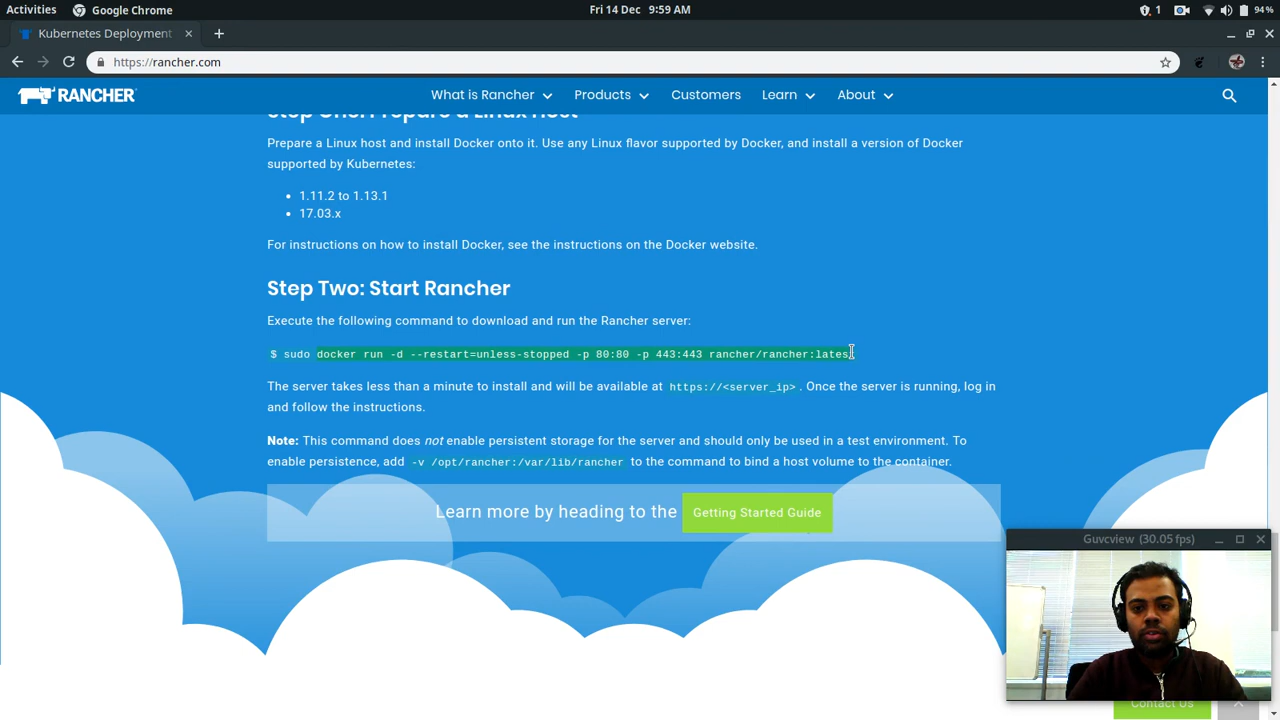 Activities Google Chrome Fri 14 Dec 9:59 AM 1 94 %
Kubernetes Deployment
https://rancher.com
RANCHER What is Rancher Products Customers Learn About
Step One: Prepare a Linux Host
Prepare a Linux host and install Docker onto it. Use any Linux flavor supported by Docker, and install a version of Docker
supported by Kubernetes:
• 1.11.2 to 1.13.1
• 17.03.x
For instructions on how to install Docker, see the instructions on the Docker website.
Step Two: Start Rancher
Execute the following command to download and run the Rancher server:
$ sudo docker run -d --restart=unless-stopped -p 80:80 -p 443:443 rancher/rancher:latest
The server takes less than a minute to install and will be available at https://<server_ip> . Once the server is running, log in
and follow the instructions.
Note: This command does not enable persistent storage for the server and should only be used in a test environment. To
enable persistence, add -v /opt/rancher:/var/lib/rancher to the command to bind a host volume to the container.
Learn more by heading to the Getting Started Guide
Guvcview (30.05 fps)
Contact Us